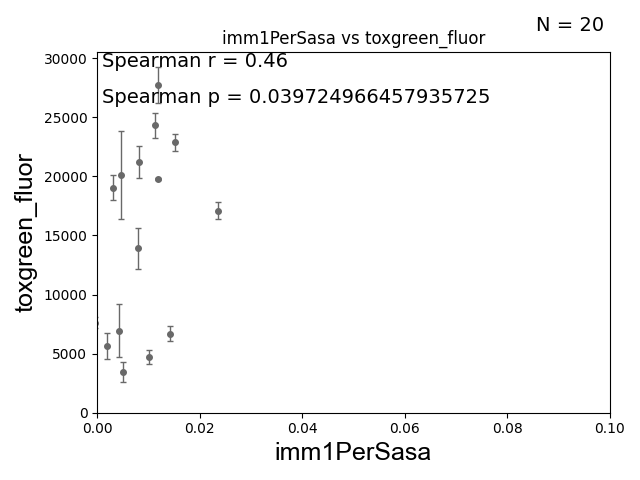 N = 20
imm1PerSasa vs toxgreen_fluor
Spearman r = 0.46
Spearman p = 0.039724966457935725
30000
25000
20000
15000
10000
5000
0
toxgreen_fluor
0.00 0.02 0.04 0.06 0.08 0.10
imm1PerSasa